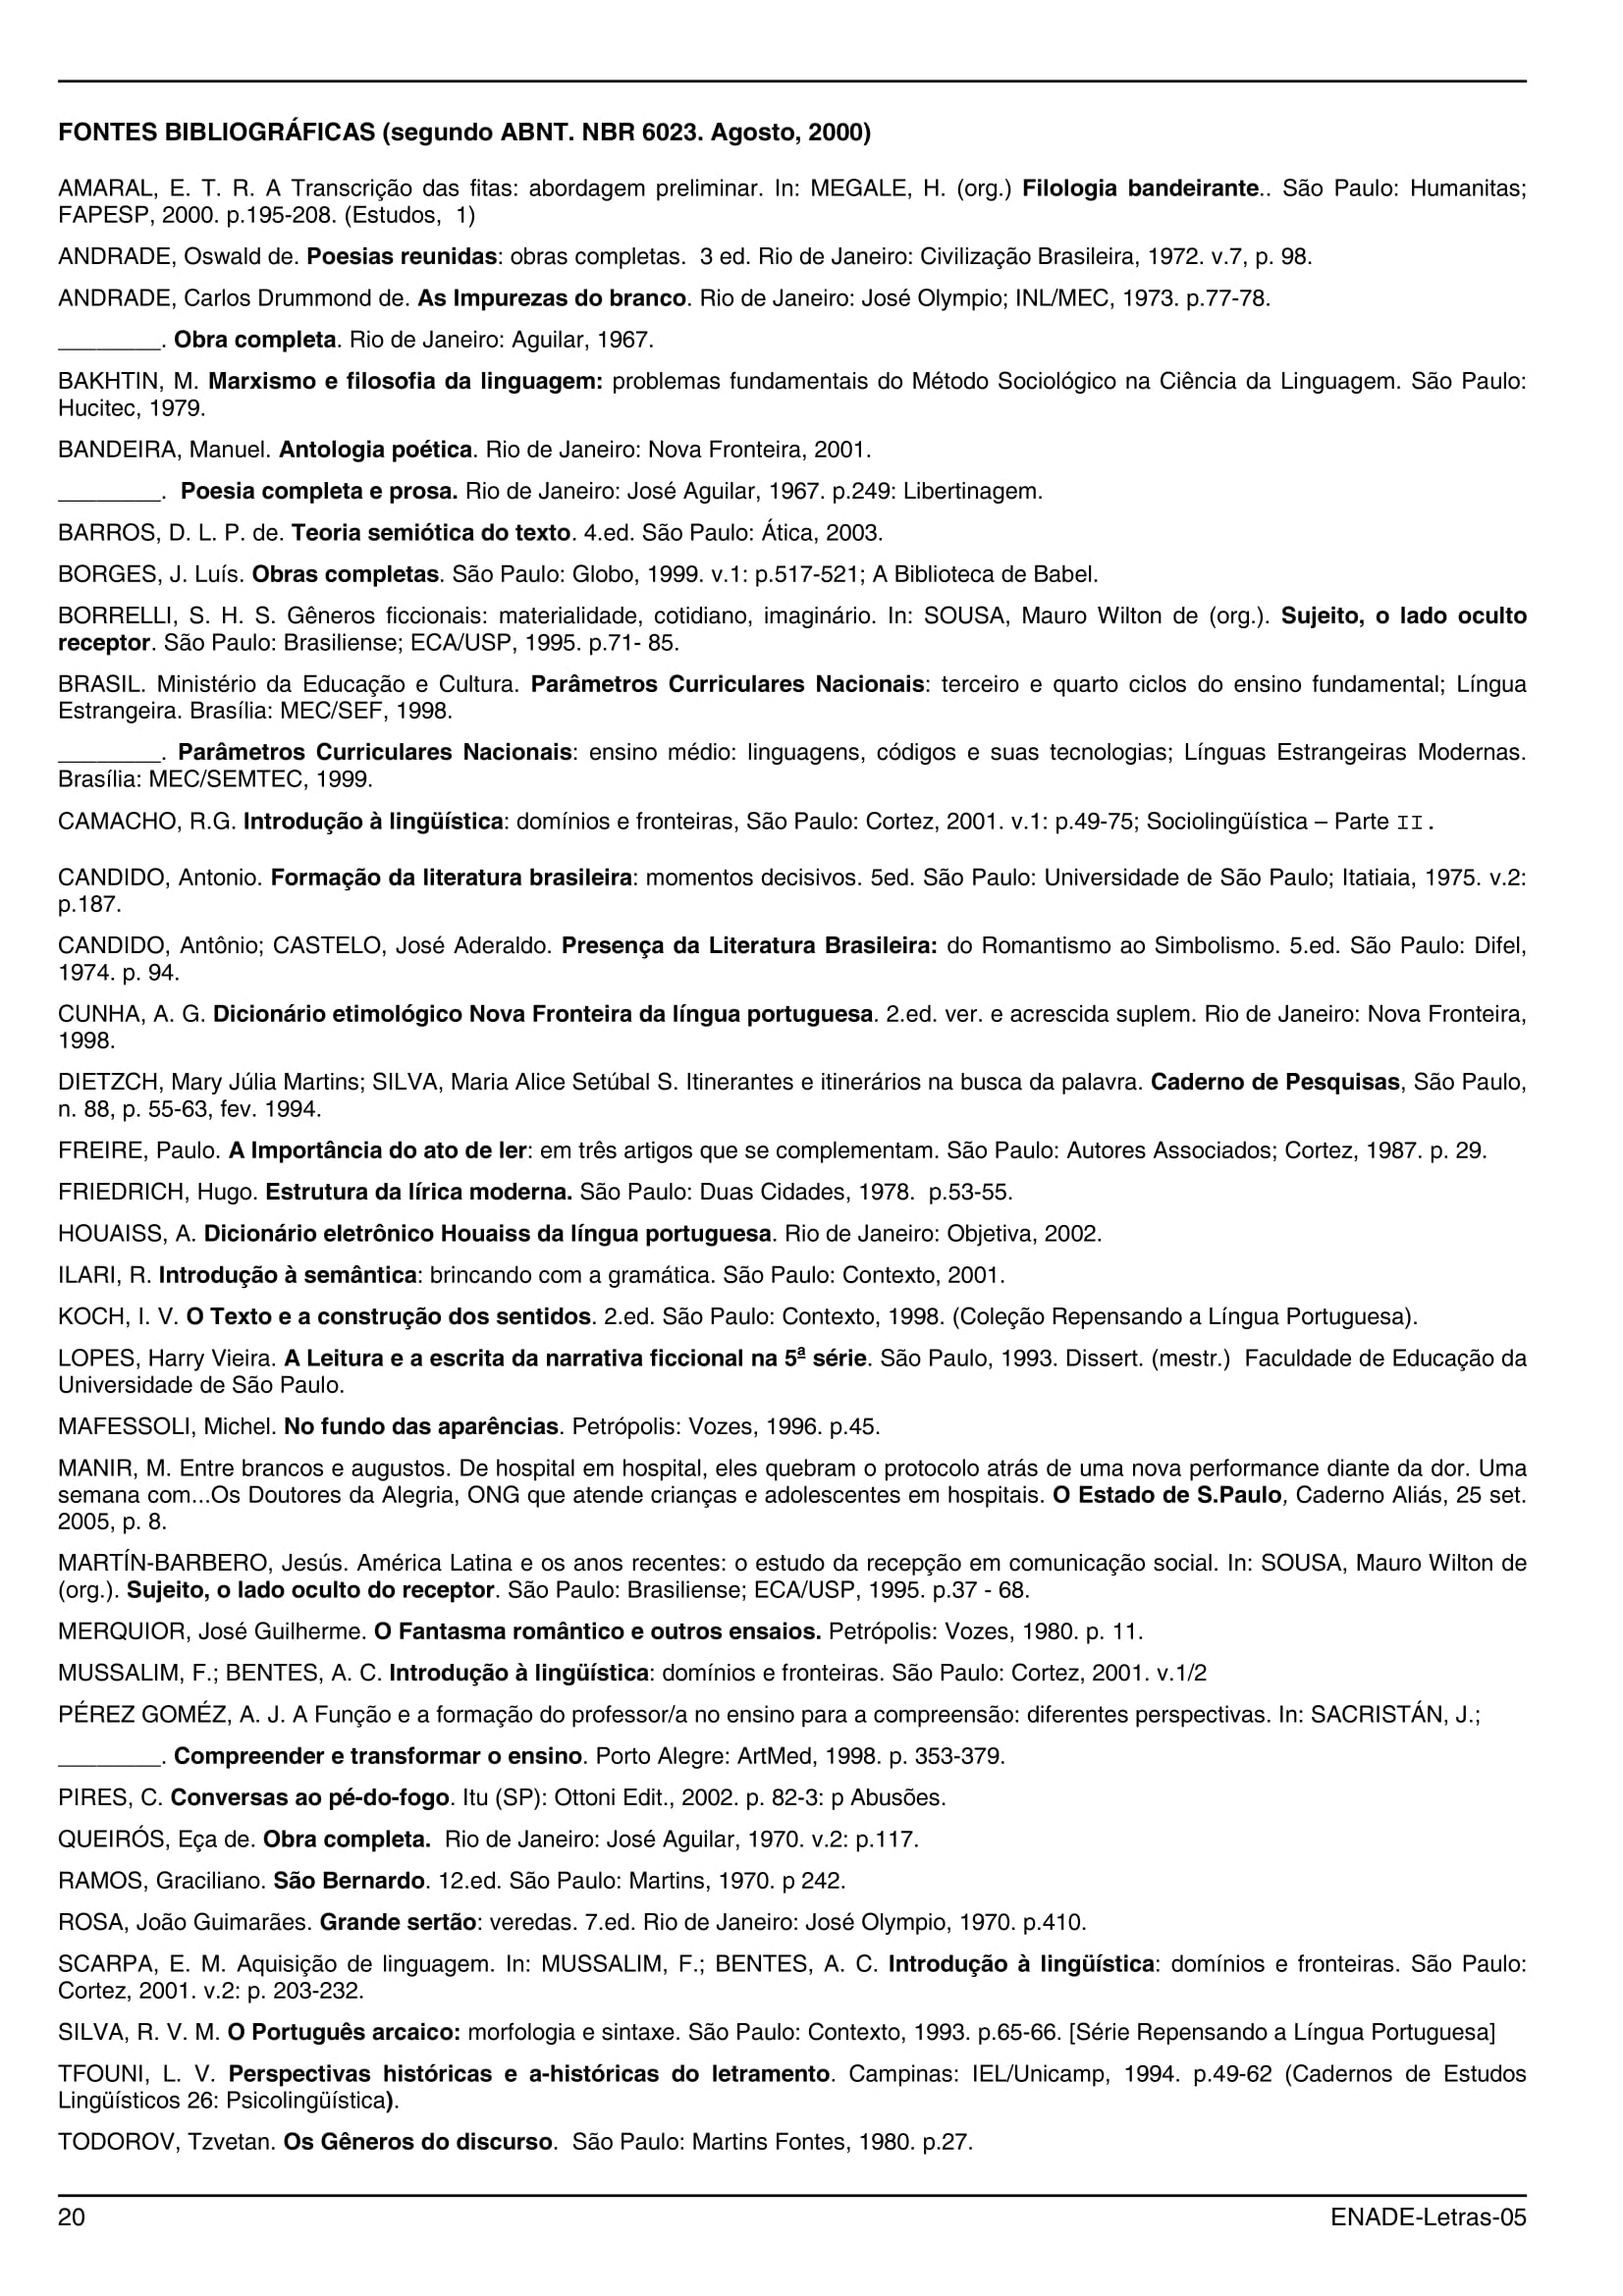 FONTES BIBLIOGRÁFICAS (segundo ABNT. NBR 6023. Agosto, 2000)
AMARAL, E. T. R. A Transcrição das fitas: abordagem preliminar. In: MEGALE, H. (org.) Filologia bandeirante.. São Paulo: Humanitas;
FAPESP, 2000. p.195-208. (Estudos, 1)
ANDRADE, Oswald de. Poesias reunidas: obras completas. 3 ed. Rio de Janeiro: Civilização Brasileira, 1972. v.7, p. 98.
ANDRADE, Carlos Drummond de. As Impurezas do branco. Rio de Janeiro: José Olympio; INL/MEC, 1973. p.77-78.
________. Obra completa. Rio de Janeiro: Aguilar, 1967.
BAKHTIN, M. Marxismo e filosofia da linguagem: problemas fundamentais do Método Sociológico na Ciência da Linguagem. São Paulo:
Hucitec, 1979.
BANDEIRA, Manuel. Antologia poética. Rio de Janeiro: Nova Fronteira, 2001.
________. Poesia completa e prosa. Rio de Janeiro: José Aguilar, 1967. p.249: Libertinagem.
BARROS, D. L. P. de. Teoria semiótica do texto. 4.ed. São Paulo: Ática, 2003.
BORGES, J. Luís. Obras completas. São Paulo: Globo, 1999. v.1: p.517-521; A Biblioteca de Babel.
BORRELLI, S. H. S. Gêneros ficcionais: materialidade, cotidiano, imaginário. In: SOUSA, Mauro Wilton de (org.). Sujeito, o lado oculto
receptor. São Paulo: Brasiliense; ECA/USP, 1995. p.71- 85.
BRASIL. Ministério da Educação e Cultura. Parâmetros Curriculares Nacionais: terceiro e quarto ciclos do ensino fundamental; Língua
Estrangeira. Brasília: MEC/SEF, 1998.
________. Parâmetros Curriculares Nacionais: ensino médio: linguagens, códigos e suas tecnologias; Línguas Estrangeiras Modernas.
Brasília: MEC/SEMTEC, 1999.
CAMACHO, R.G. Introdução à lingüística: domínios e fronteiras, São Paulo: Cortez, 2001. v.1: p.49-75; Sociolingüística – Parte II.
CANDIDO, Antonio. Formação da literatura brasileira: momentos decisivos. 5ed. São Paulo: Universidade de São Paulo; Itatiaia, 1975. v.2:
p.187.
CANDIDO, Antônio; CASTELO, José Aderaldo. Presença da Literatura Brasileira: do Romantismo ao Simbolismo. 5.ed. São Paulo: Difel,
1974. p. 94.
CUNHA, A. G. Dicionário etimológico Nova Fronteira da língua portuguesa. 2.ed. ver. e acrescida suplem. Rio de Janeiro: Nova Fronteira,
1998.
DIETZCH, Mary Júlia Martins; SILVA, Maria Alice Setúbal S. Itinerantes e itinerários na busca da palavra. Caderno de Pesquisas, São Paulo,
n. 88, p. 55-63, fev. 1994.
FREIRE, Paulo. A Importância do ato de ler: em três artigos que se complementam. São Paulo: Autores Associados; Cortez, 1987. p. 29.
FRIEDRICH, Hugo. Estrutura da lírica moderna. São Paulo: Duas Cidades, 1978. p.53-55.
HOUAISS, A. Dicionário eletrônico Houaiss da língua portuguesa. Rio de Janeiro: Objetiva, 2002.
ILARI, R. Introdução à semântica: brincando com a gramática. São Paulo: Contexto, 2001.
KOCH, I. V. O Texto e a construção dos sentidos. 2.ed. São Paulo: Contexto, 1998. (Coleção Repensando a Língua Portuguesa).
LOPES, Harry Vieira. A Leitura e a escrita da narrativa ficcional na 5ª série. São Paulo, 1993. Dissert. (mestr.) Faculdade de Educação da
Universidade de São Paulo.
MAFESSOLI, Michel. No fundo das aparências. Petrópolis: Vozes, 1996. p.45.
MANIR, M. Entre brancos e augustos. De hospital em hospital, eles quebram o protocolo atrás de uma nova performance diante da dor. Uma
semana com...Os Doutores da Alegria, ONG que atende crianças e adolescentes em hospitais. O Estado de S.Paulo, Caderno Aliás, 25 set.
2005, p. 8.
MARTÍN-BARBERO, Jesús. América Latina e os anos recentes: o estudo da recepção em comunicação social. In: SOUSA, Mauro Wilton de
(org.). Sujeito, o lado oculto do receptor. São Paulo: Brasiliense; ECA/USP, 1995. p.37 - 68.
MERQUIOR, José Guilherme. O Fantasma romântico e outros ensaios. Petrópolis: Vozes, 1980. p. 11.
MUSSALIM, F.; BENTES, A. C. Introdução à lingüística: domínios e fronteiras. São Paulo: Cortez, 2001. v.1/2
PÉREZ GOMÉZ, A. J. A Função e a formação do professor/a no ensino para a compreensão: diferentes perspectivas. In: SACRISTÁN, J.;
________. Compreender e transformar o ensino. Porto Alegre: ArtMed, 1998. p. 353-379.
PIRES, C. Conversas ao pé-do-fogo. Itu (SP): Ottoni Edit., 2002. p. 82-3: p Abusões.
QUEIRÓS, Eça de. Obra completa. Rio de Janeiro: José Aguilar, 1970. v.2: p.117.
RAMOS, Graciliano. São Bernardo. 12.ed. São Paulo: Martins, 1970. p 242.
ROSA, João Guimarães. Grande sertão: veredas. 7.ed. Rio de Janeiro: José Olympio, 1970. p.410.
SCARPA, E. M. Aquisição de linguagem. In: MUSSALIM, F.; BENTES, A. C. Introdução à lingüística: domínios e fronteiras. São Paulo:
Cortez, 2001. v.2: p. 203-232.
SILVA, R. V. M. O Português arcaico: morfologia e sintaxe. São Paulo: Contexto, 1993. p.65-66. [Série Repensando a Língua Portuguesa]
TFOUNI, L. V. Perspectivas históricas e a-históricas do letramento. Campinas: IEL/Unicamp, 1994. p.49-62 (Cadernos de Estudos
Lingüísticos 26: Psicolingüística).
TODOROV, Tzvetan. Os Gêneros do discurso. São Paulo: Martins Fontes, 1980. p.27.
20
ENADE-Letras-05